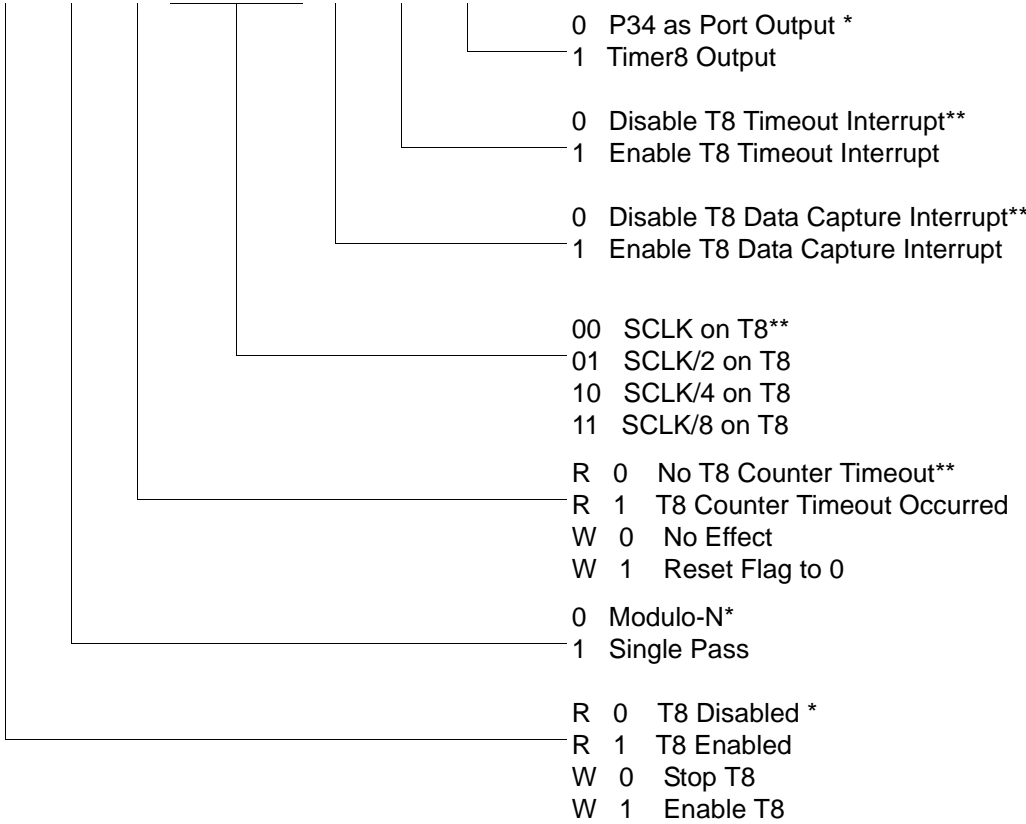 0 P34 as Port Output *
1 Timer8 Output
0 Disable T8 Timeout Interrupt**
1 Enable T8 Timeout Interrupt
0 Disable T8 Data Capture Interrupt**
1 Enable T8 Data Capture Interrupt
00 SCLK on T8**
01 SCLK/2 on T8
10 SCLK/4 on T8
11 SCLK/8 on T8
R 0 No T8 Counter Timeout**
R 1 T8 Counter Timeout Occurred
W 0 No Effect
W 1 Reset Flag to 0
0 Modulo-N*
1 Single Pass
R 0 T8 Disabled *
R 1 T8 Enabled
W 0 Stop T8
W 1 Enable T8